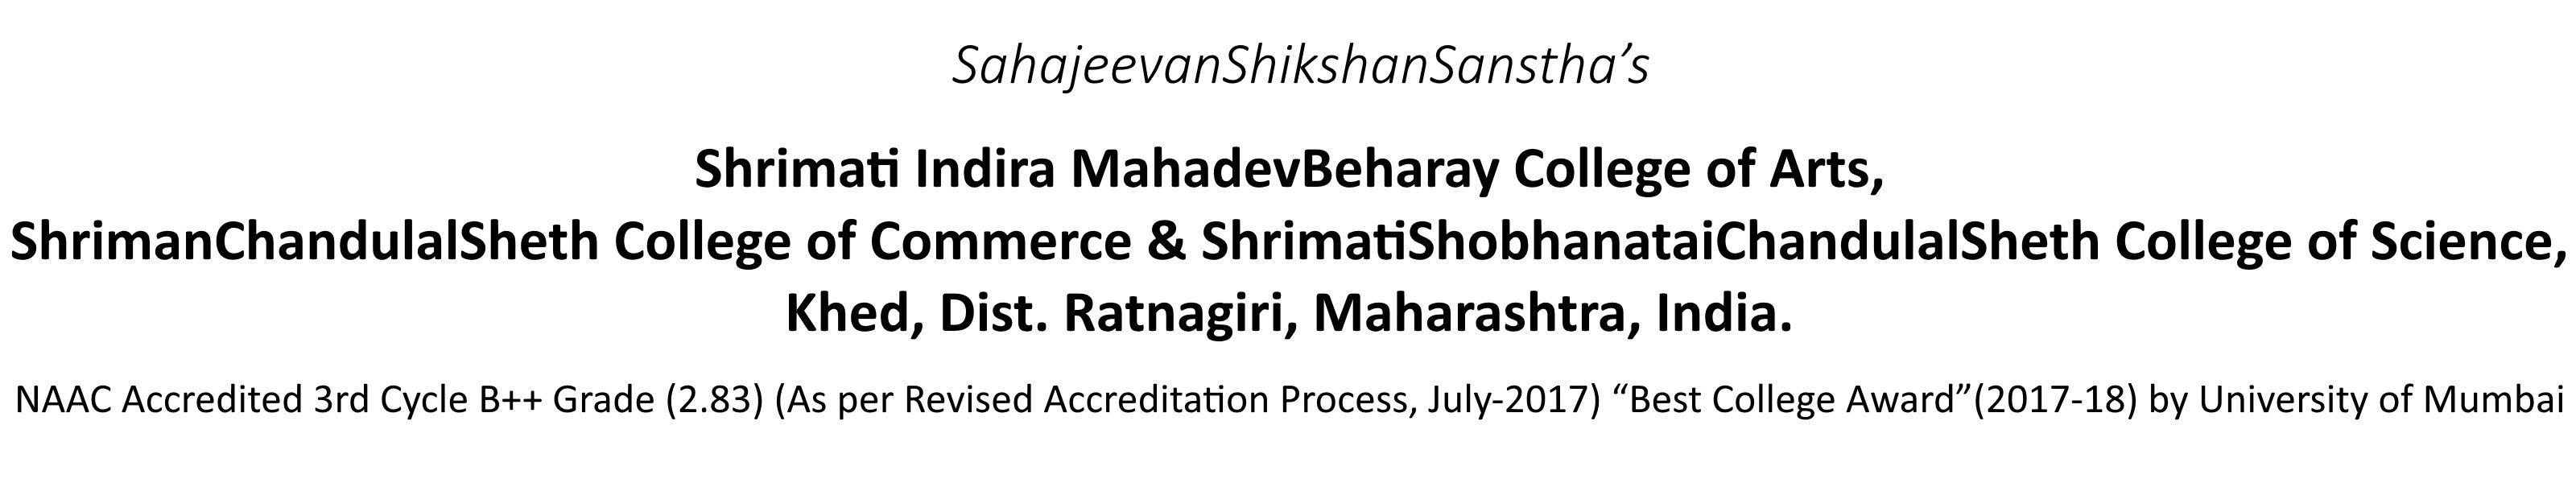 SahajeevanShikshanSanstha’s
Shrimati Indira MahadevBeharay College of Arts,
ShrimanChandulalSheth College of Commerce & ShrimatiShobhanataiChandulalSheth College of Science,
Khed, Dist. Ratnagiri, Maharashtra, India.
NAAC Accredited 3rd Cycle B++ Grade (2.83) (As per Revised Accreditation Process, July-2017) “Best College Award”(2017-18) by University of Mumbai